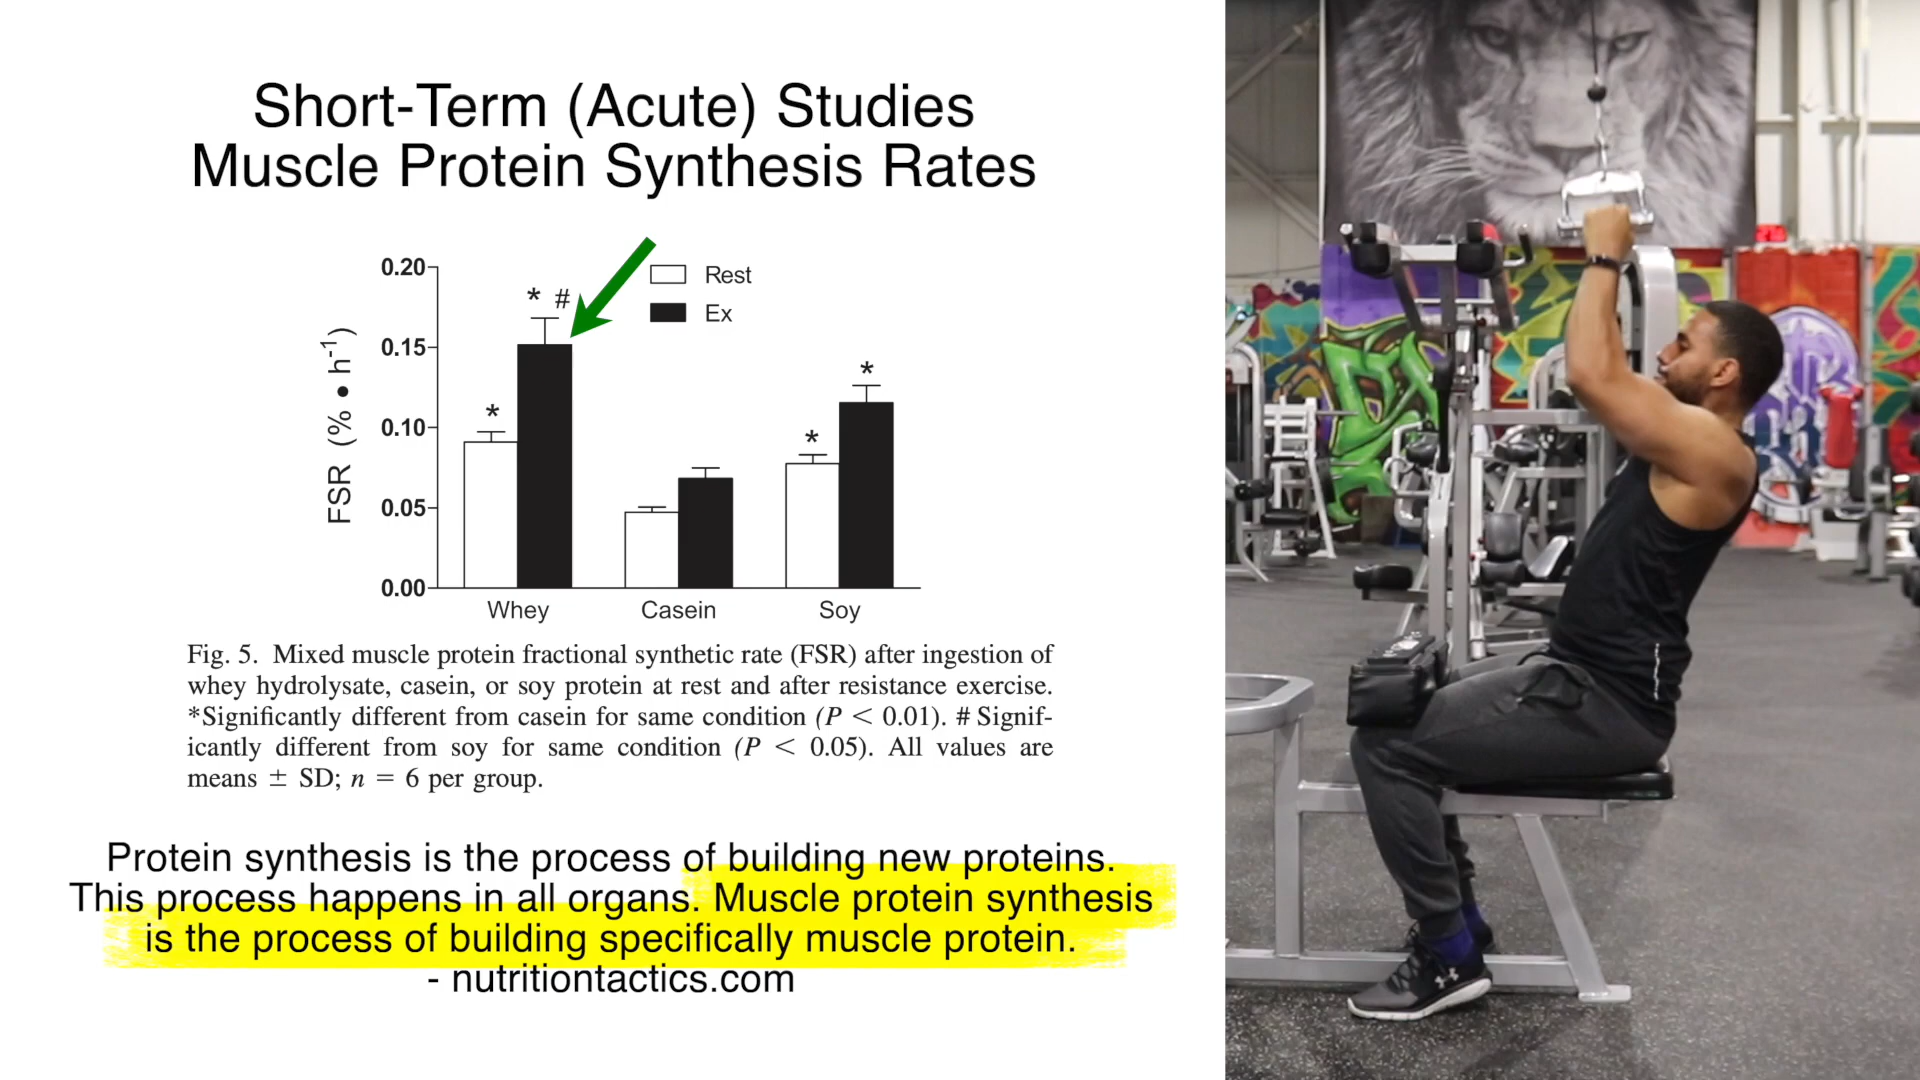 Short-Term (Acute) Studies
Muscle Protein Synthesis Rates
0.20
0.15
0.10
0.05
0.00
FSR (% • h-1)
* #
*
*
*
Rest
Ex
Whey
Casein
Soy
Fig. 5. Mixed muscle protein fractional synthetic rate (FSR) after ingestion of
whey hydrolysate, casein, or soy protein at rest and after resistance exercise.
*Significantly different from casein for same condition (P < 0.01). # Signif-
icantly different from soy for same condition (P < 0.05). All values are
means ± SD; n = 6 per group.
Protein synthesis is the process of building new proteins.
This process happens in all organs. Muscle protein synthesis
is the process of building specifically muscle protein.
- nutritiontactics.com